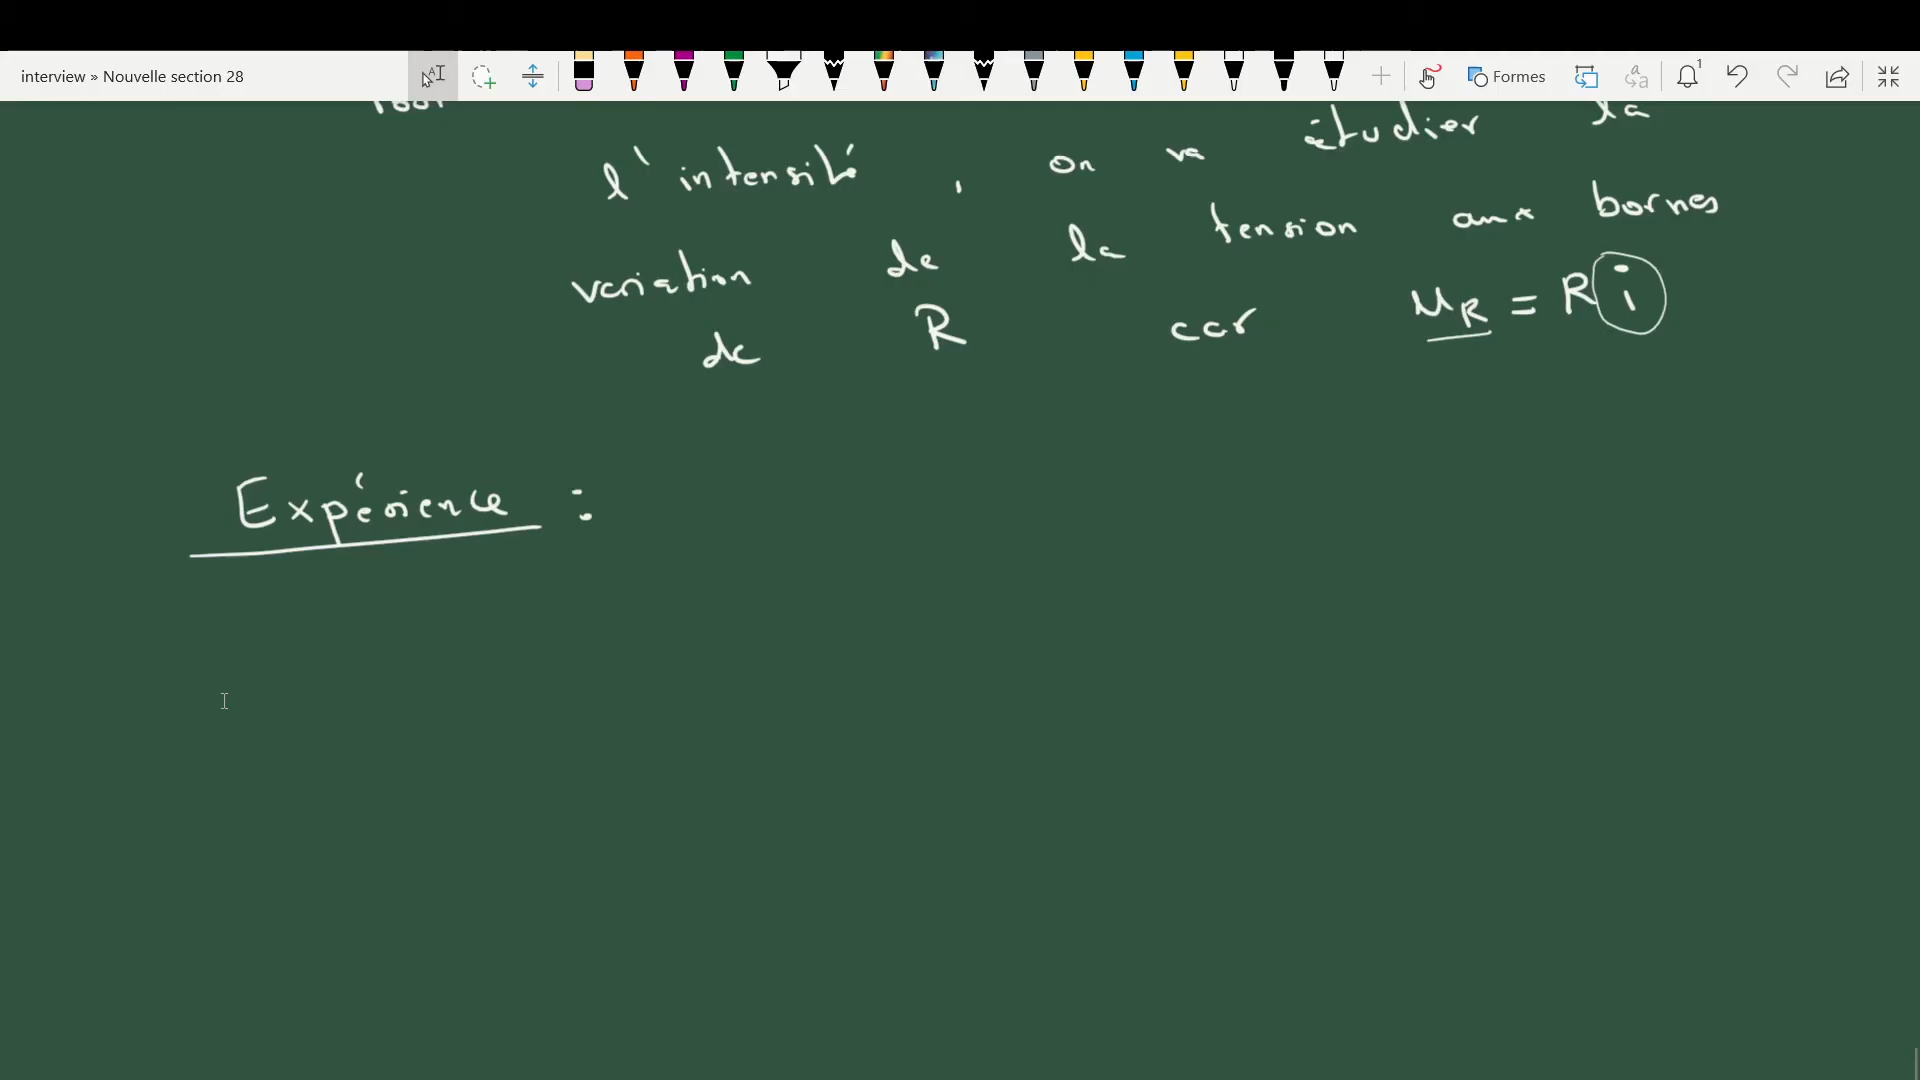 interview » Nouvelle section 28
Formes
1
l'intensité, on va étudier la
variation de la tension aux bornes
de R car uR = Ri
Expérience :